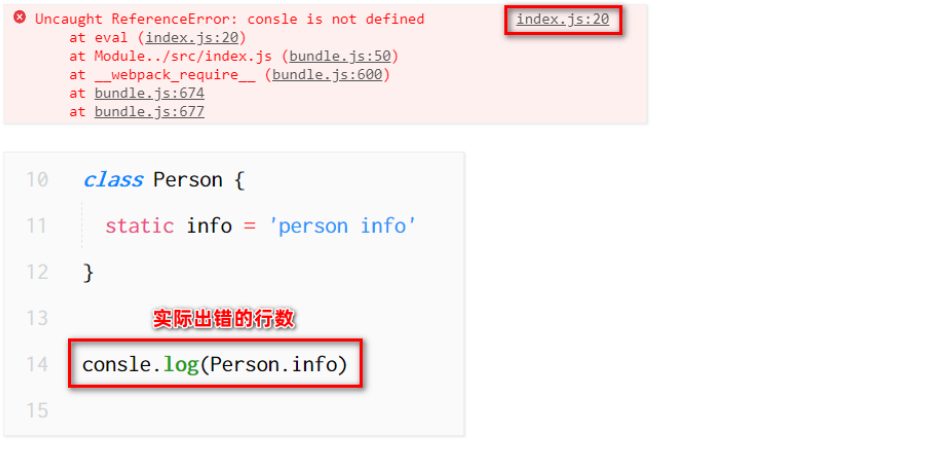 Uncaught ReferenceError: consle is not defined index.js:20
at eval (index.js:20)
at Module../src/index.js (bundle.js:50)
at __webpack_require__ (bundle.js:600)
at bundle.js:674
at bundle.js:677
10 class Person {
11 static info = 'person info'
12 }
13 实际出错的行数
14 consle.log(Person.info)
15